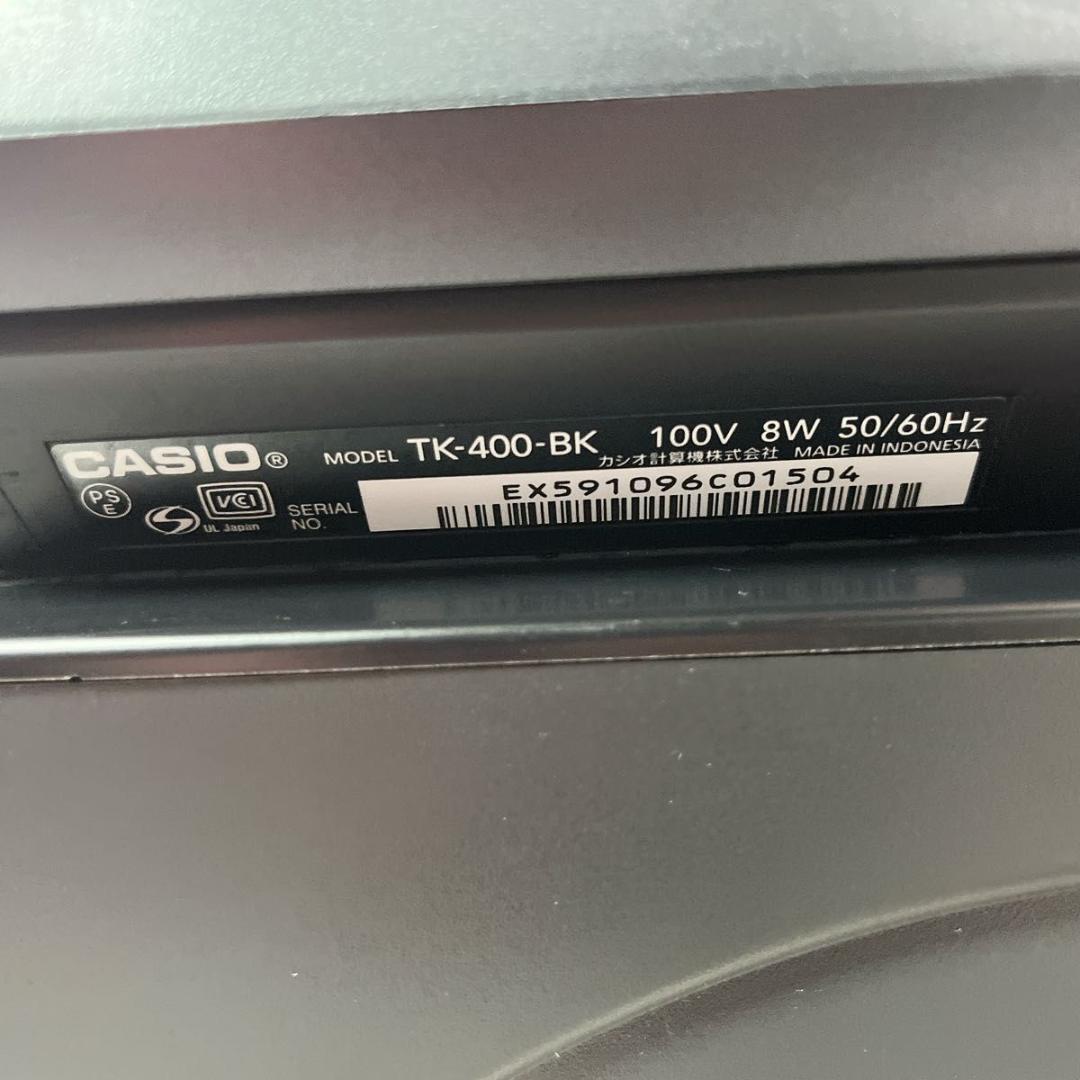 CASIO® MODEL TK-400-BK 100V 8W 50/60Hz
カシオ計算機株式会社 MADE IN INDONESIA
PS E VCCI UL Japan
SERIAL NO. EX591096C01504